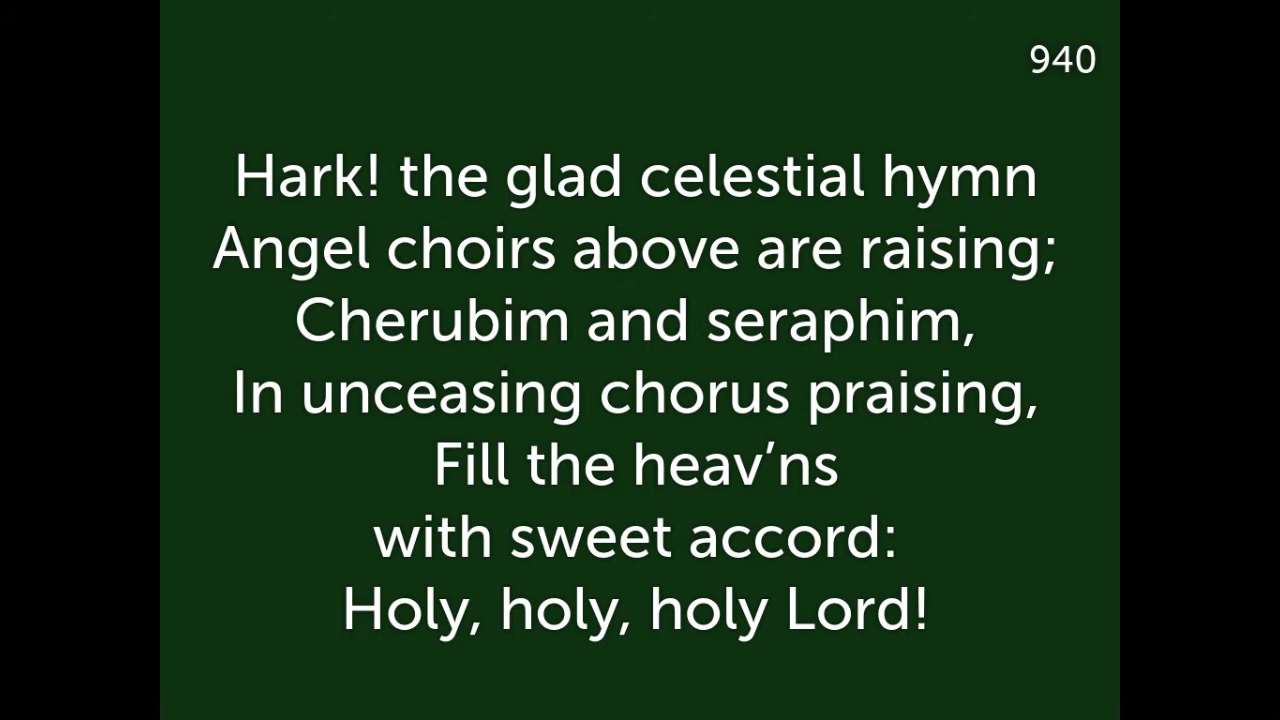 940
Hark! the glad celestial hymn
Angel choirs above are raising;
Cherubim and seraphim,
In unceasing chorus praising,
Fill the heav’ns
with sweet accord:
Holy, holy, holy Lord!